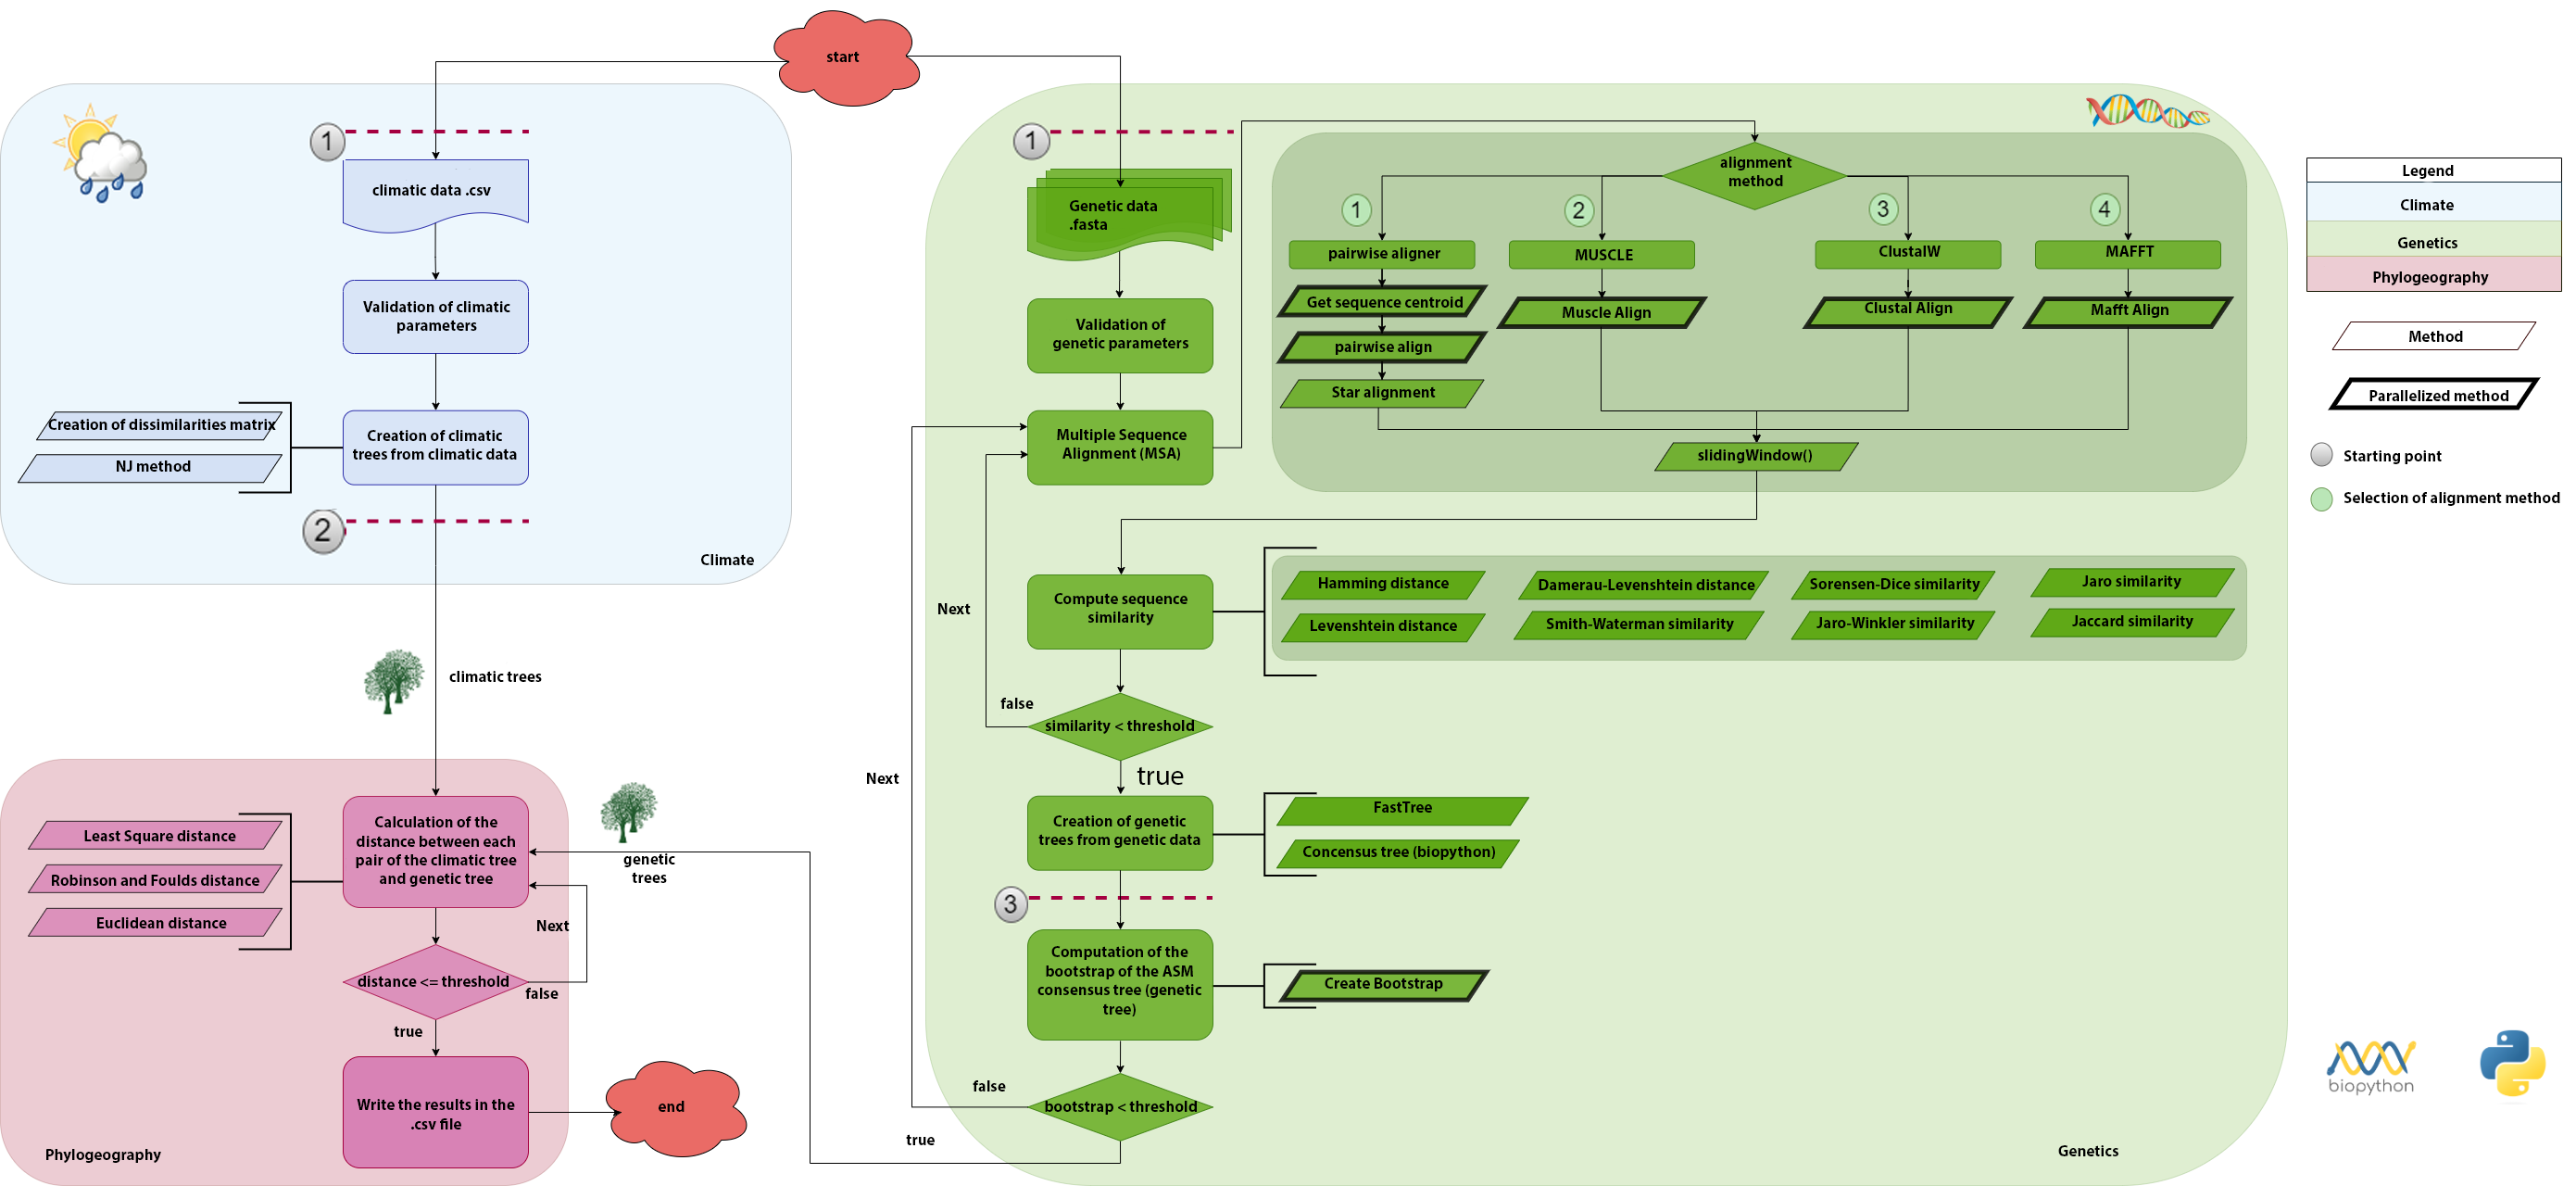 start
1
climatic data .csv
Validation of climatic
parameters
Creation of dissimilarities matrix
NJ method
Creation of climatic
trees from climatic data
2
Climate
climatic trees
1
Genetic data
.fasta
Validation of
genetic parameters
Multiple Sequence
Alignment (MSA)
alignment
method
1
2
3
4
pairwise aligner
MUSCLE
ClustalW
MAFFT
Get sequence centroid
Muscle Align
Clustal Align
Mafft Align
pairwise align
Star alignment
slidingWindow()
Compute sequence
similarity
Hamming distance
Damerau-Levenshtein distance
Sorensen-Dice similarity
Jaro similarity
Levenshtein distance
Smith-Waterman similarity
Jaro-Winkler similarity
Jaccard similarity
Next
false
similarity < threshold
true
Next
Creation of genetic
trees from genetic data
FastTree
Concensus tree (biopython)
3
Computation of the
bootstrap of the ASM
consensus tree (genetic
tree)
Create Bootstrap
false
bootstrap < threshold
true
Genetics
genetic
trees
Calculation of the
distance between each
pair of the climatic tree
and genetic tree
Least Square distance
Robinson and Foulds distance
Euclidean distance
Next
distance <= threshold
false
true
Write the results in the
.csv file
end
Phylogeography
Legend
Climate
Genetics
Phylogeography
Method
Parallelized method
Starting point
Selection of alignment method
biopython